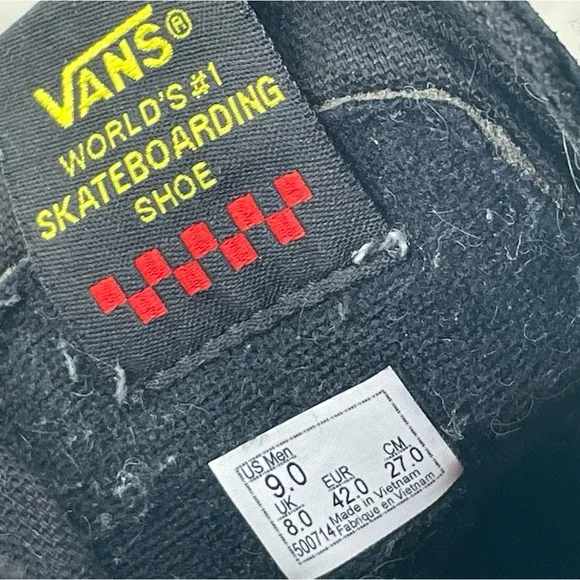 VANS®
WORLD'S #1
SKATEBOARDING
SHOE
US Men
9.0
UK EUR CM
8.0 42.0 27.0
500714 Made in Vietnam
Fabriqué en Vietnam